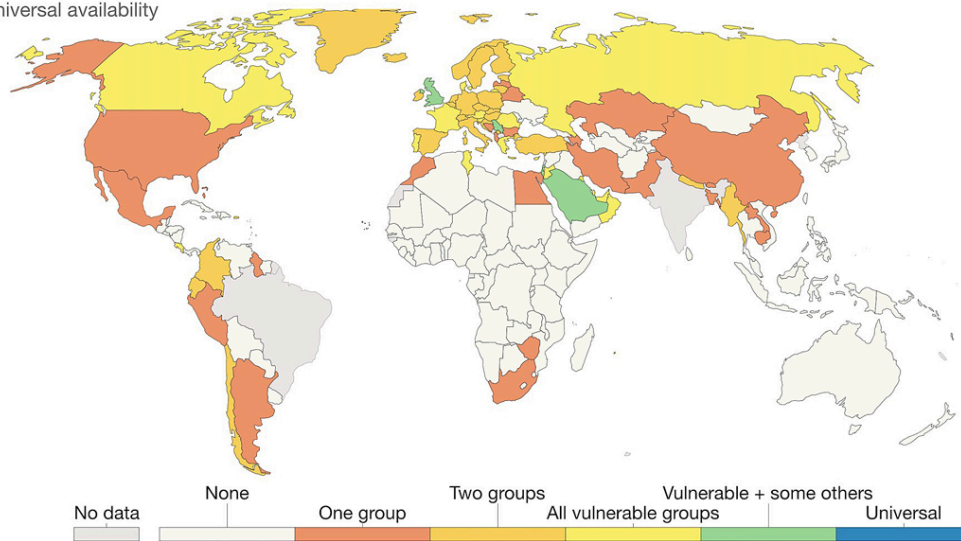 niversal availability
None
Two groups
Vulnerable + some others
No data
One group
All vulnerable groups
Universal